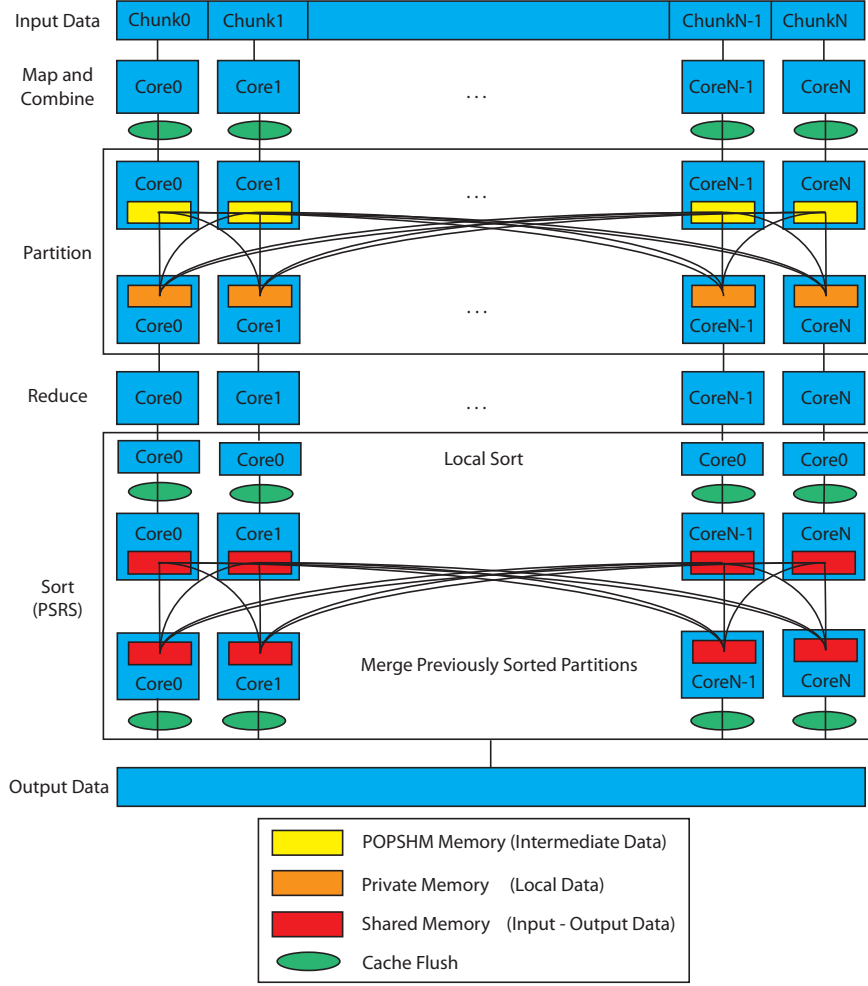 Input Data Chunk0 Chunk1 ChunkN-1 ChunkN
Map and
Combine
Core0 Core1 ... CoreN-1 CoreN
Core0 Core1 ... CoreN-1 CoreN
Partition
Core0 Core1 ... CoreN-1 CoreN
Reduce Core0 Core1 ... CoreN-1 CoreN
Core0 Core0 Local Sort Core0 Core0
Core0 Core1 CoreN-1 CoreN
Sort
(PSRS)
Merge Previously Sorted Partitions
Core0 Core1 CoreN-1 CoreN
Output Data
POPSHM Memory (Intermediate Data)
Private Memory (Local Data)
Shared Memory (Input - Output Data)
Cache Flush